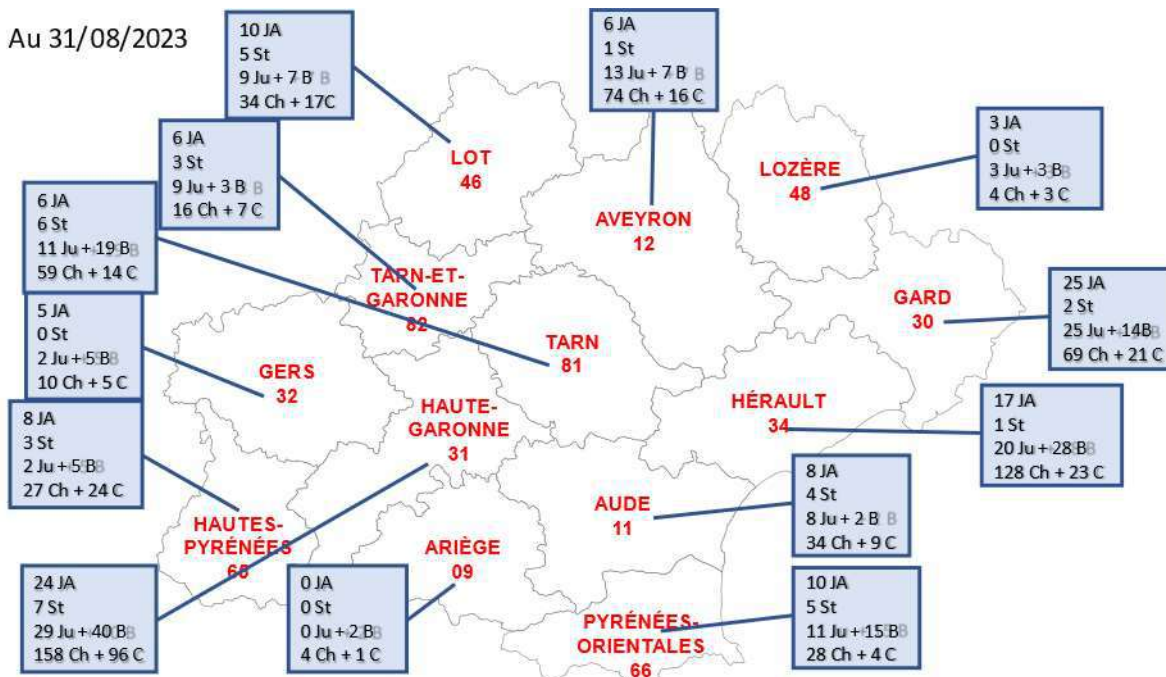 Au 31/08/2023
10 JA
5 St
9 Ju + 7 B
34 Ch + 17C
6 JA
1 St
13 Ju + 7 B
74 Ch + 16 C
6 JA
3 St
9 Ju + 3 B
16 Ch + 7 C
3 JA
0 St
3 Ju + 3 B
4 Ch + 3 C
6 JA
6 St
11 Ju + 19 B
59 Ch + 14 C
25 JA
2 St
25 Ju + 14B
69 Ch + 21 C
5 JA
0 St
2 Ju + 5 B
10 Ch + 5 C
17 JA
1 St
20 Ju + 28 B
128 Ch + 23 C
8 JA
3 St
2 Ju + 5 B
27 Ch + 24 C
8 JA
4 St
8 Ju + 2 B
34 Ch + 9 C
24 JA
7 St
29 Ju + 40 B
158 Ch + 96 C
0 JA
0 St
0 Ju + 2 B
4 Ch + 1 C
10 JA
5 St
11 Ju + 15 B
28 Ch + 4 C
LOT
46
LOZÈRE
48
AVEYRON
12
TARN-ET-
GARONNE
82
GARD
30
TARN
81
GERS
32
HAUTE-
GARONNE
31
HÉRAULT
34
AUDE
11
HAUTES-
PYRÉNÉES
65
ARIÈGE
09
PYRÉNÉES-
ORIENTALES
66